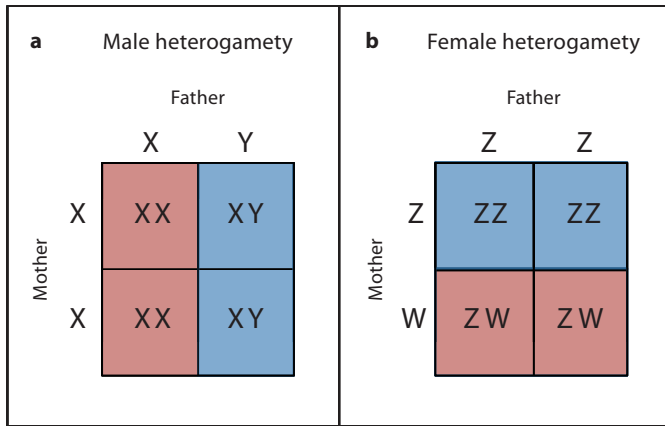 a Male heterogamety
Father
X Y
Mother
X XX XY
X XX XY
b Female heterogamety
Father
Z Z
Mother
Z ZZ ZZ
W ZW ZW